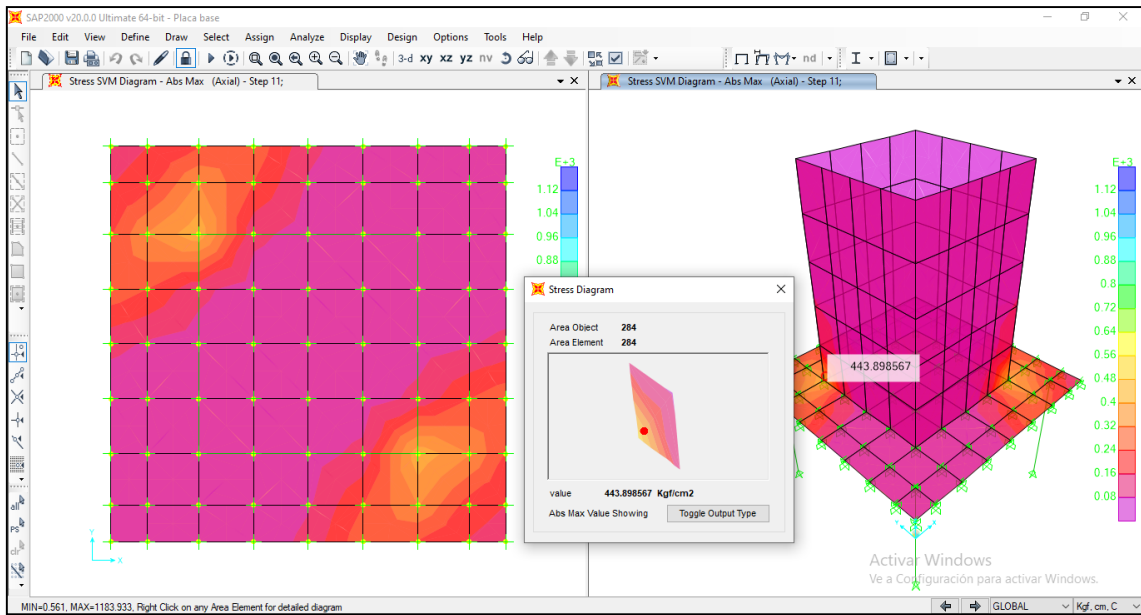 SAP2000 v20.0.0 Ultimate 64-bit - Placa base
File Edit View Define Draw Select Assign Analyze Display Design Options Tools Help
3-d xy xz yz nv
nd
Stress SVM Diagram - Abs Max (Axial) - Step 11;
Stress SVM Diagram - Abs Max (Axial) - Step 11;
all
PS
clr
E+3
1.12
1.04
0.96
0.88
Y
X
Stress Diagram
Area Object 284
Area Element 284
value 443.898567 Kgf/cm2
Abs Max Value Showing Toggle Output Type
443.898567
E+3
1.12
1.04
0.96
0.88
0.8
0.72
0.64
0.56
0.48
0.4
0.32
0.24
0.16
0.08
Activar Windows
Ve a Configuración para activar Windows.
MIN=0.561, MAX=1183.933, Right Click on any Area Element for detailed diagram
GLOBAL
Kgf, cm, C